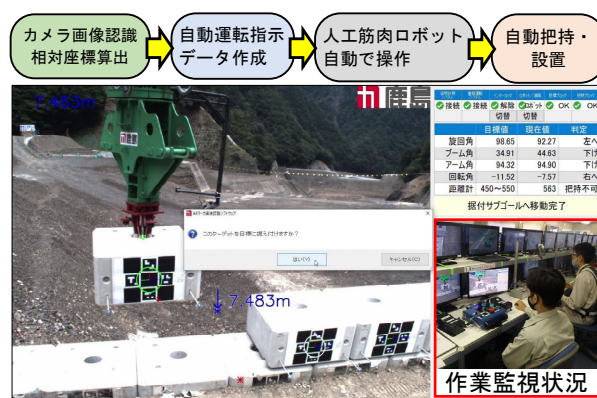 カメラ画像認識
相対座標算出
自動運転指示
データ作成
人工筋肉ロボット
自動で操作
自動把持・
設置
7.483m
鹿島
このターゲットを目標に据え付けますか？
はい(Y)
キャンセル(C)
7.483m
接続 接続 解除 ロボット OK OK
切替 切替
目標値 現在値 判定
旋回角 98.65 92.27 左へ
ブーム角 34.91 44.63 下げ
アーム角 94.32 94.90 下げ
回転角 -11.52 -7.57 右へ
距離計 450~550 563 把持不可
据付サブゴールへ移動完了
作業監視状況